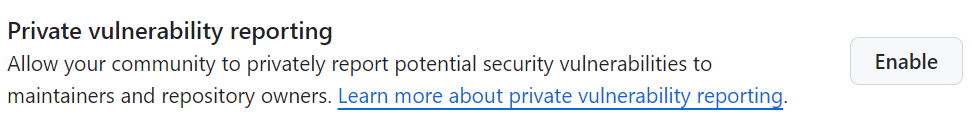 Private vulnerability reporting
Allow your community to privately report potential security vulnerabilities to
maintainers and repository owners. Learn more about private vulnerability reporting.
Enable